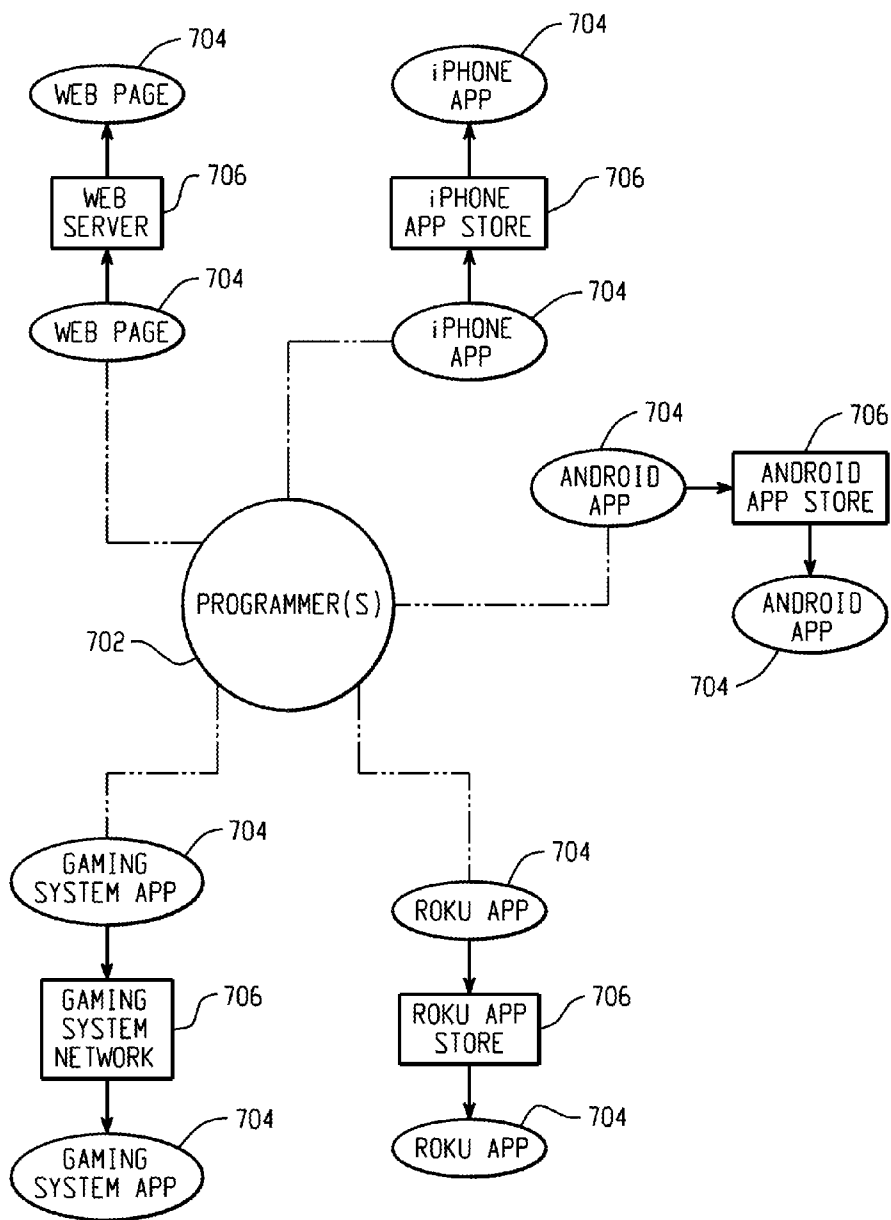 704
WEB PAGE
706
WEB
SERVER
704
WEB PAGE
704
iPHONE
APP
706
iPHONE
APP STORE
704
iPHONE
APP
704
ANDROID
APP
706
ANDROID
APP STORE
ANDROID
APP
704
PROGRAMMER(S)
702
704
GAMING
SYSTEM APP
706
GAMING
SYSTEM
NETWORK
704
GAMING
SYSTEM APP
704
ROKU APP
706
ROKU APP
STORE
704
ROKU APP